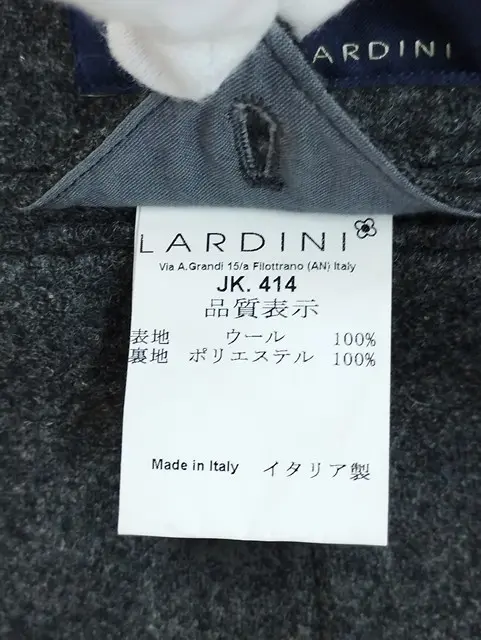 ARDINI
LARDINI
Via A.Grandi 15/a Filottrano (AN) Italy
JK. 414
品質表示
表地 ウール 100%
裏地 ポリエステル 100%
Made in Italy イタリア製